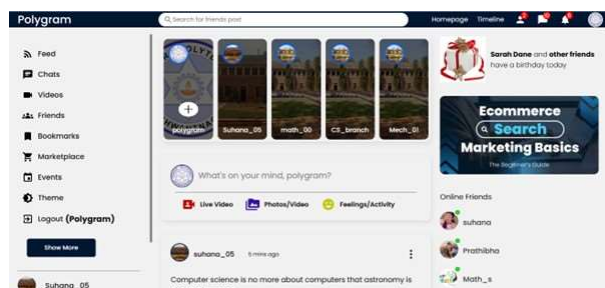 Polygram
Search for friends post
Homepage Timeline
Feed
Chats
Videos
Friends
Bookmarks
Marketplace
Events
Theme
Logout (Polygram)
Show More
Suhana_05
polygram
Suhana_05
math_00
CS_branch
Mech_01
What's on your mind, polygram?
Live Video
Photos/Video
Feelings/Activity
suhana_05 5 mins ago
Computer science is no more about computers that astronomy is
Sarah Dane and other friends
have a birthday today
Ecommerce
Search
Marketing Basics
The Beginner's Guide
Online Friends
suhana
Prathibha
Math_s